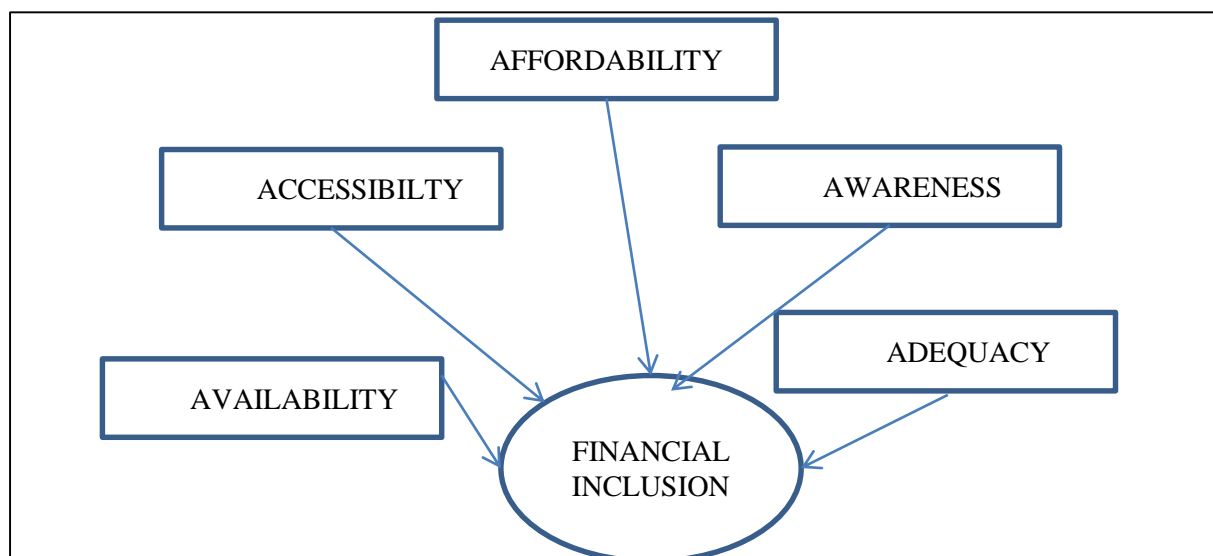 AFFORDABILITY
ACCESSIBILTY
AWARENESS
ADEQUACY
AVAILABILITY
FINANCIAL
INCLUSION